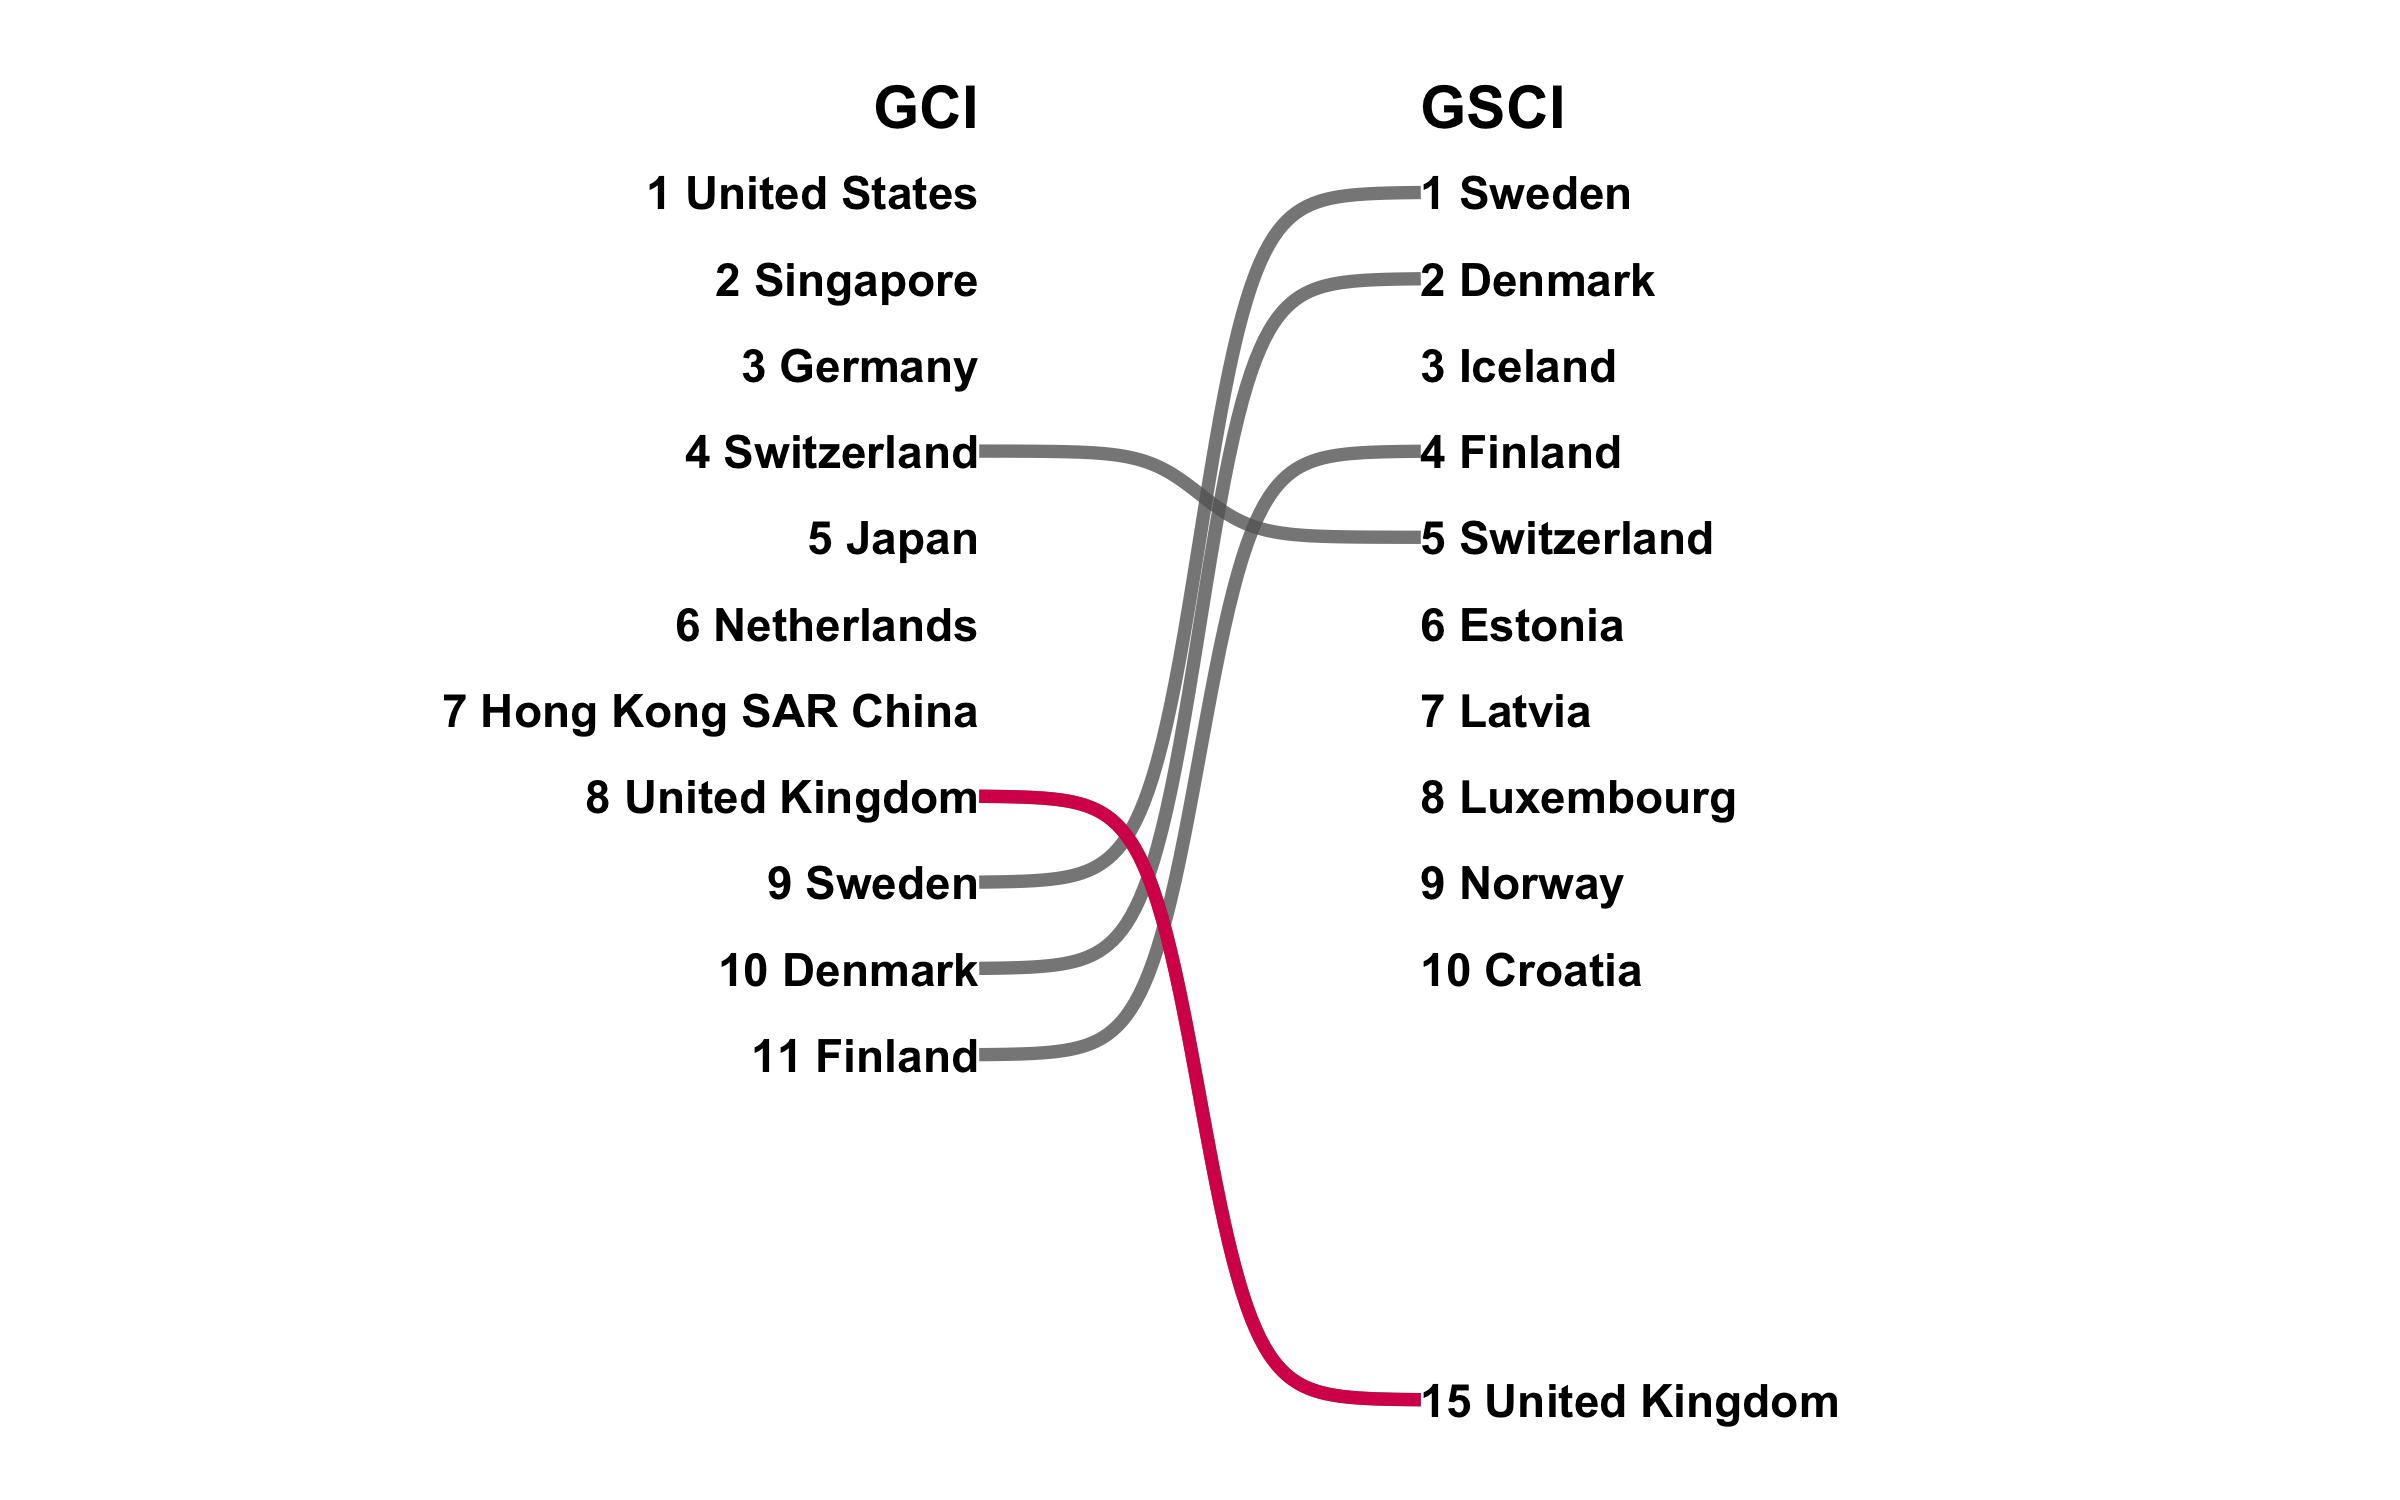 GCI
1 United States
2 Singapore
3 Germany
4 Switzerland
5 Japan
6 Netherlands
7 Hong Kong SAR China
8 United Kingdom
9 Sweden
10 Denmark
11 Finland
GSCI
1 Sweden
2 Denmark
3 Iceland
4 Finland
5 Switzerland
6 Estonia
7 Latvia
8 Luxembourg
9 Norway
10 Croatia
15 United Kingdom